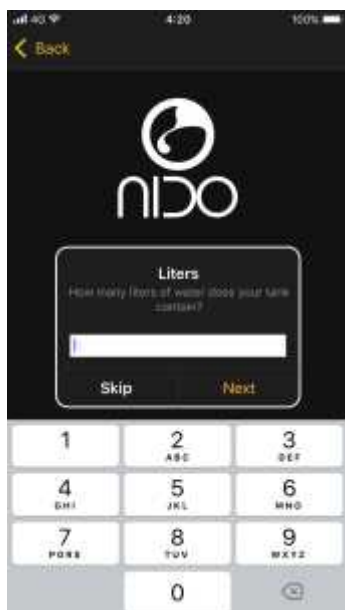 4G 4:20 100%
Back
NIDO
Liters
How many liters of water does your tank
contain?
Skip Next
1 2 3
ABC DEF
4 5 6
GHI JKL MNO
7 8 9
PQRS TUV WXYZ
0